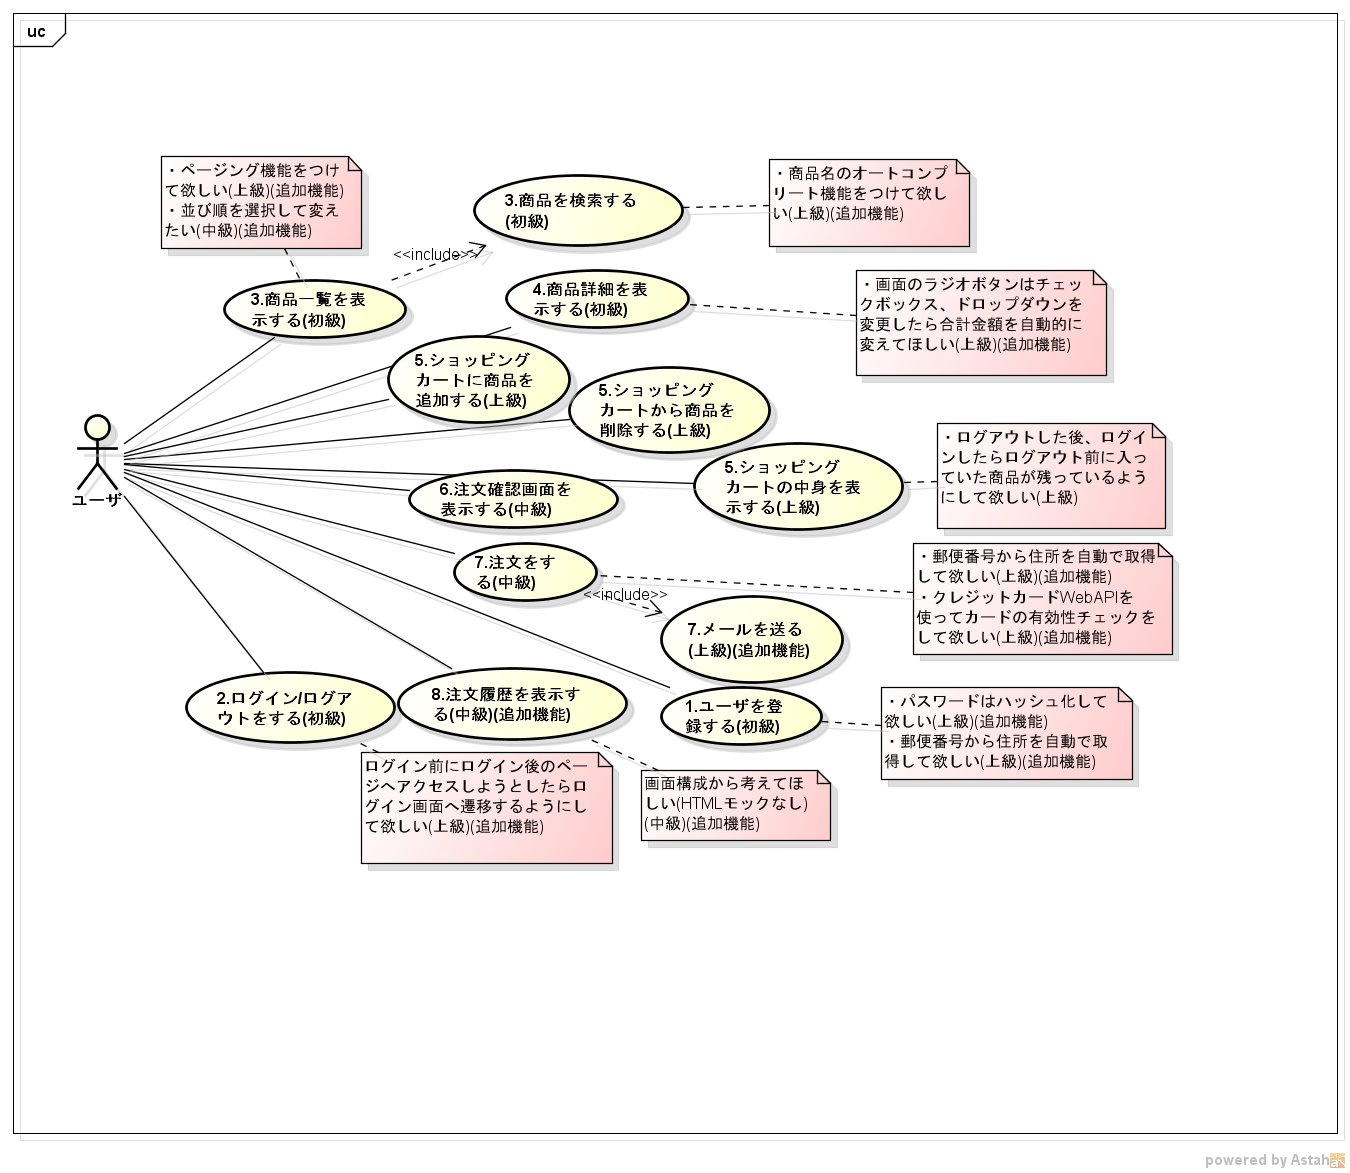 uc
・ページング機能をつけ
て欲しい(上級)(追加機能)
・並び順を選択して変え
たい(中級)(追加機能)
3.商品を検索する
(初級)
・商品名のオートコンプ
リート機能をつけて欲し
い(上級)(追加機能)
<<include>>
3.商品一覧を表
示する(初級)
4.商品詳細を表
示する(初級)
・画面のラジオボタンはチェッ
クボックス、ドロップダウンを
変更したら合計金額を自動的に
変えてほしい(上級)(追加機能)
5.ショッピング
カートに商品を
追加する(上級)
5.ショッピング
カートから商品を
削除する(上級)
5.ショッピング
カートの中身を表
示する(上級)
・ログアウトした後、ログイ
ンしたらログアウト前に入っ
ていた商品が残っているよう
にして欲しい(上級)
ユーザ
6.注文確認画面を
表示する(中級)
7.注文をす
る(中級)
・郵便番号から住所を自動で取得
して欲しい(上級)(追加機能)
・クレジットカードWebAPIを
使ってカードの有効性チェックを
して欲しい(上級)(追加機能)
<<include>>
7.メールを送る
(上級)(追加機能)
2.ログイン/ログア
ウトをする(初級)
8.注文履歴を表示す
る(中級)(追加機能)
1.ユーザを登
録する(初級)
・パスワードはハッシュ化して
欲しい(上級)(追加機能)
・郵便番号から住所を自動で取
得して欲しい(上級)(追加機能)
ログイン前にログイン後のペー
ジへアクセスしようとしたらロ
グイン画面へ遷移するようにし
て欲しい(上級)(追加機能)
画面構成から考えてほ
しい(HTMLモックなし)
(中級)(追加機能)
powered by Astah